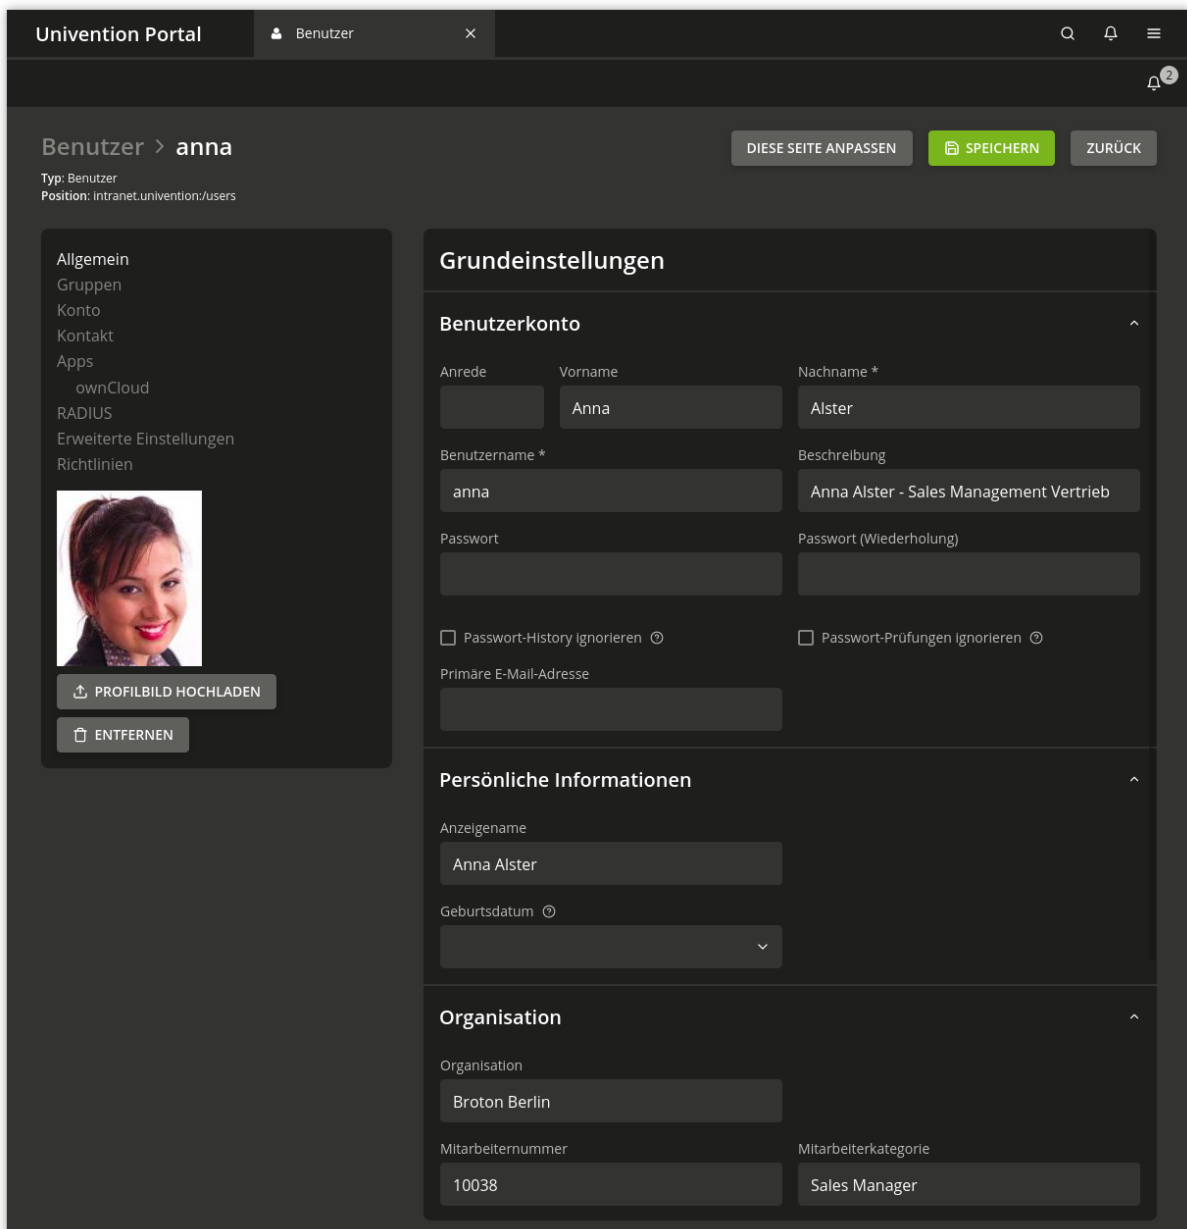 Univention Portal
Benutzer
2
Benutzer > anna
DIESE SEITE ANPASSEN
SPEICHERN
ZURÜCK
Typ: Benutzer
Position: intranet.univention:/users
Allgemein
Gruppen
Konto
Kontakt
Apps
ownCloud
RADIUS
Erweiterte Einstellungen
Richtlinien
PROFILBILD HOCHLADEN
ENTFERNEN
Grundeinstellungen
Benutzerkonto
Anrede
Vorname
Nachname *
Anna
Alster
Benutzername *
Beschreibung
anna
Anna Alster - Sales Management Vertrieb
Passwort
Passwort (Wiederholung)
Passwort-History ignorieren
Passwort-Prüfungen ignorieren
Primäre E-Mail-Adresse
Persönliche Informationen
Anzeigename
Anna Alster
Geburtsdatum
Organisation
Organisation
Broton Berlin
Mitarbeiternummer
Mitarbeiterkategorie
10038
Sales Manager